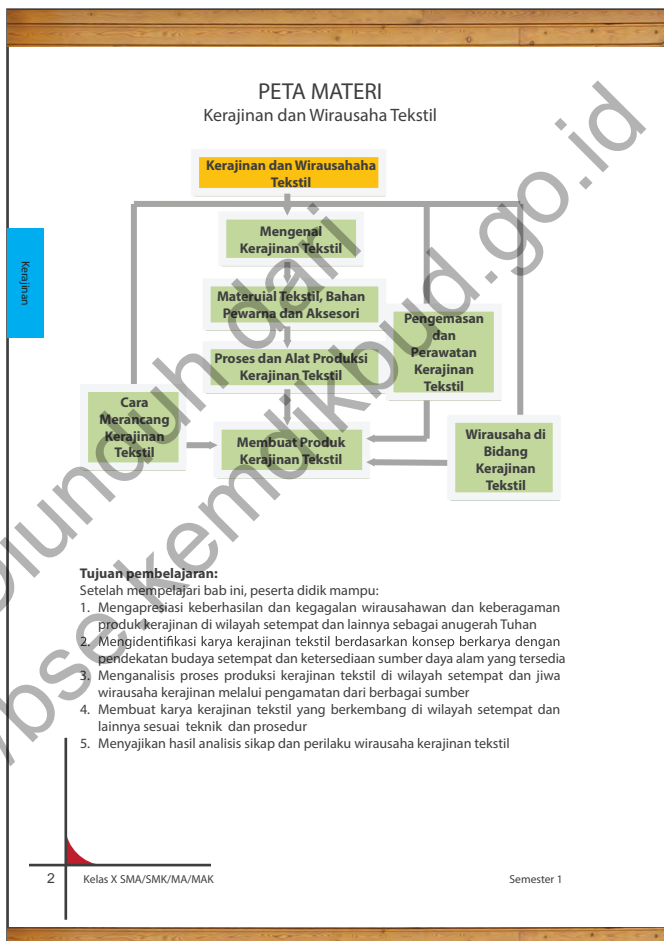 PETA MATERI
Kerajinan dan Wirausaha Tekstil
Kerajinan dan Wirausahaha
Tekstil
Mengenal
Kerajinan Tekstil
Materuial Tekstil, Bahan
Pewarna dan Aksesori
Proses dan Alat Produksi
Kerajinan Tekstil
Pengemasan
dan
Perawatan
Kerajinan
Tekstil
Cara
Merancang
Kerajinan
Tekstil
Membuat Produk
Kerajinan Tekstil
Wirausaha di
Bidang
Kerajinan
Tekstil
Kerajinan
Tujuan pembelajaran:
Setelah mempelajari bab ini, peserta didik mampu:
1. Mengapresiasi keberhasilan dan kegagalan wirausahawan dan keberagaman
produk kerajinan di wilayah setempat dan lainnya sebagai anugerah Tuhan
2. Mengidentifikasi karya kerajinan tekstil berdasarkan konsep berkarya dengan
pendekatan budaya setempat dan ketersediaan sumber daya alam yang tersedia
3. Menganalisis proses produksi kerajinan tekstil di wilayah setempat dan jiwa
wirausaha kerajinan melalui pengamatan dari berbagai sumber
4. Membuat karya kerajinan tekstil yang berkembang di wilayah setempat dan
lainnya sesuai teknik dan prosedur
5. Menyajikan hasil analisis sikap dan perilaku wirausaha kerajinan tekstil
2
Kelas X SMA/SMK/MA/MAK
Semester 1
Diunduh dari
/bse.kemdikbud.go.id